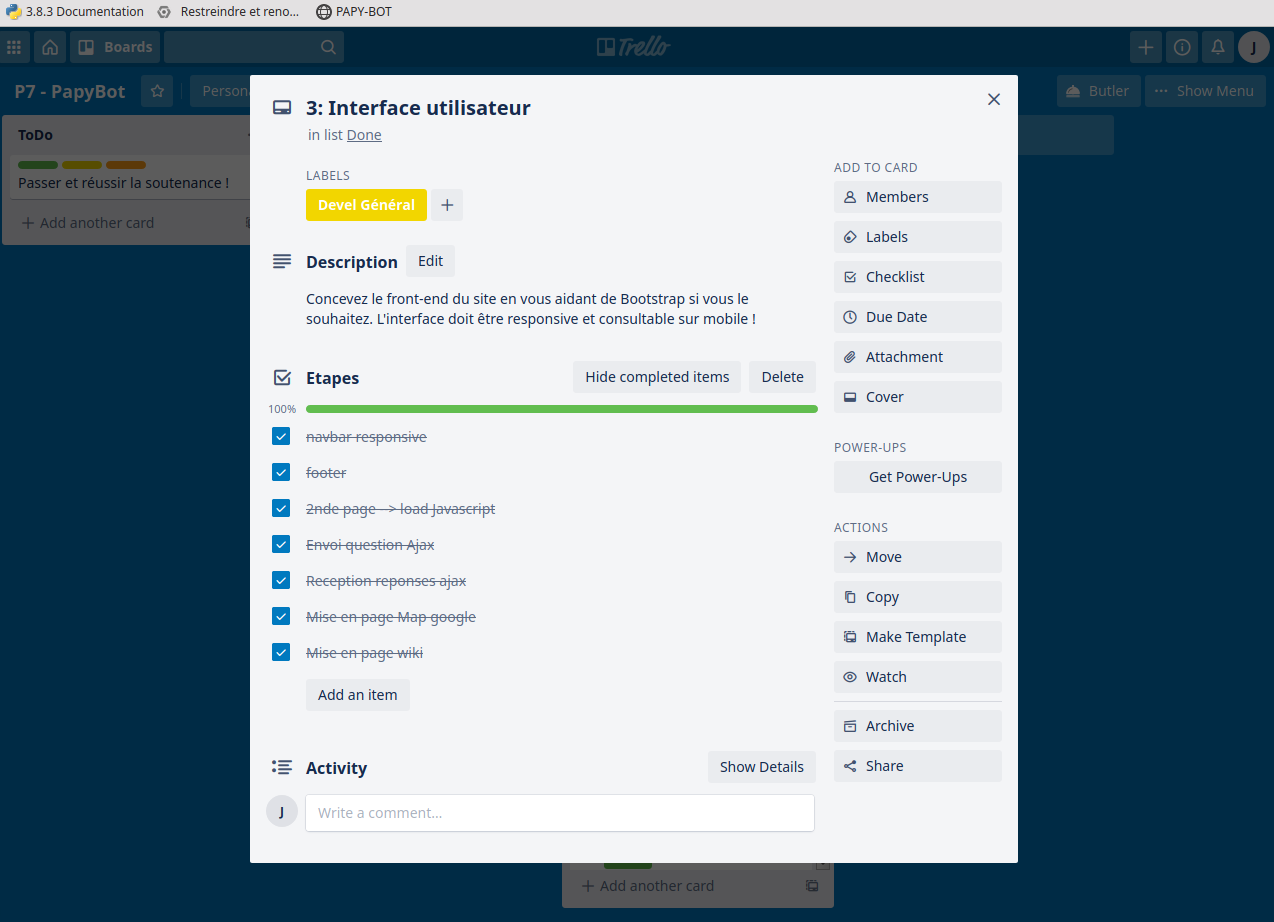 3.8.3 Documentation
Restreindre et reno...
PAPY-BOT
Boards
Trello
J
P7 - PapyBot
Persona
Butler
Show Menu
ToDo
Passer et réussir la soutenance !
Add another card
3: Interface utilisateur
in list Done
LABELS
Devel Général
Description
Edit
Concevez le front-end du site en vous aidant de Bootstrap si vous le
souhaitez. L'interface doit être responsive et consultable sur mobile !
Etapes
Hide completed items
Delete
100%
navbar responsive
footer
2nde page --> load Javascript
Envoi question Ajax
Reception reponses ajax
Mise en page Map google
Mise en page wiki
Add an item
Activity
Show Details
J
Write a comment...
ADD TO CARD
Members
Labels
Checklist
Due Date
Attachment
Cover
POWER-UPS
Get Power-Ups
ACTIONS
Move
Copy
Make Template
Watch
Archive
Share
Add another card